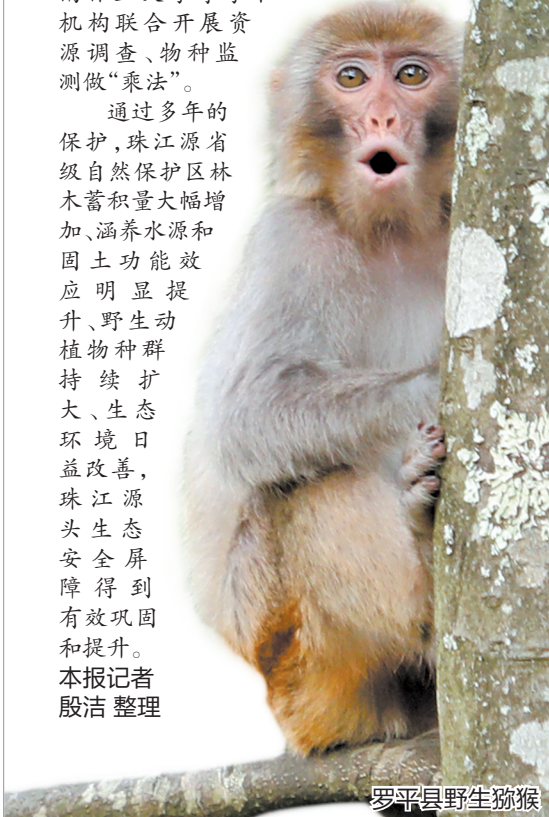 机构联合开展资
源调查、物种监
测做“乘法”。
通过多年的
保护,珠江源省
级自然保护区林
木蓄积量大幅增
加、涵养水源和
固土功能效
应明显提
升、野生动
植物种群
持续扩
大、生态
环境日
益改善,
珠江源
头生态
安全屏
障得到
有效巩固
和提升。
本报记者
殷洁 整理
罗平县野生猕猴